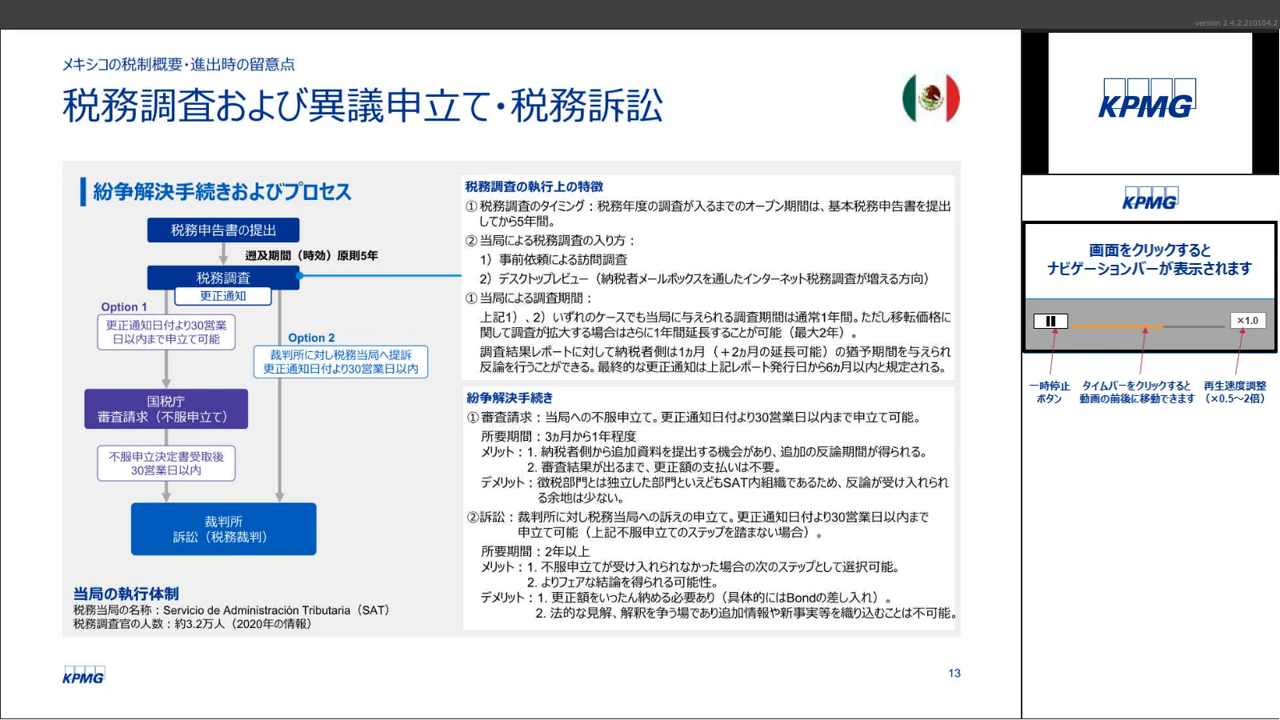 version 2.4.2.210104.2
メキシコの税制概要・進出時の留意点
税務調査および異議申立て・税務訴訟
紛争解決手続きおよびプロセス
税務申告書の提出
遡及期間（時効）原則5年
税務調査
更正通知
Option 1
更正通知日付より30営業
日以内まで申立て可能
Option 2
裁判所に対し税務当局へ提訴
更正通知日付より30営業日以内
国税庁
審査請求（不服申立て）
不服申立決定書受取後
30営業日以内
裁判所
訴訟（税務裁判）
当局の執行体制
税務当局の名称：Servicio de Administración Tributaria（SAT）
税務調査官の人数：約3.2万人（2020年の情報）
税務調査の執行上の特徴
①税務調査のタイミング：税務年度の調査が入るまでのオープン期間は、基本税務申告書を提出
してから5年間。
②当局による税務調査の入り方：
1）事前依頼による訪問調査
2）デスクトップレビュー（納税者メールボックスを通したインターネット税務調査が増える方向）
①当局による調査期間：
上記1）、2）いずれのケースでも当局に与えられる調査期間は通常1年間。ただし移転価格に
関して調査が拡大する場合はさらに1年間延長することが可能（最大2年）。
調査結果レポートに対して納税者側は1ヵ月（＋2ヵ月の延長可能）の猶予期間を与えられ
反論を行うことができる。最終的な更正通知は上記レポート発行日から6ヵ月以内と規定される。
紛争解決手続き
①審査請求：当局への不服申立て。更正通知日付より30営業日以内まで申立て可能。
所要期間：3ヵ月から1年程度
メリット：1. 納税者側から追加資料を提出する機会があり、追加の反論期間が得られる。
2. 審査結果が出るまで、更正額の支払いは不要。
デメリット：徴税部門とは独立した部門といえどもSAT内組織であるため、反論が受け入れられ
る余地は少ない。
②訴訟：裁判所に対し税務当局への訴えの申立て。更正通知日付より30営業日以内まで
申立て可能（上記不服申立てのステップを踏まない場合）。
所要期間：2年以上
メリット：1. 不服申立てが受け入れられなかった場合の次のステップとして選択可能。
2. よりフェアな結論を得られる可能性。
デメリット：1. 更正額をいったん納める必要あり（具体的にはBondの差し入れ）。
2. 法的な見解、解釈を争う場であり追加情報や新事実等を織り込むことは不可能。
KPMG
13
KPMG
KPMG
画面をクリックすると
ナビゲーションバーが表示されます
×1.0
一時停止
ボタン
タイムバーをクリックすると
動画の前後に移動できます
再生速度調整
（×0.5～2倍）